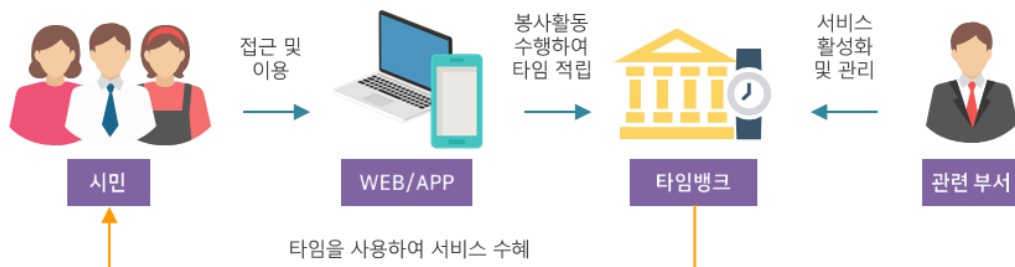 접근 및
이용
봉사활동
수행하여
타임 적립
서비스
활성화
및 관리
시민
WEB/APP
타임뱅크
관련 부서
타임을 사용하여 서비스 수혜